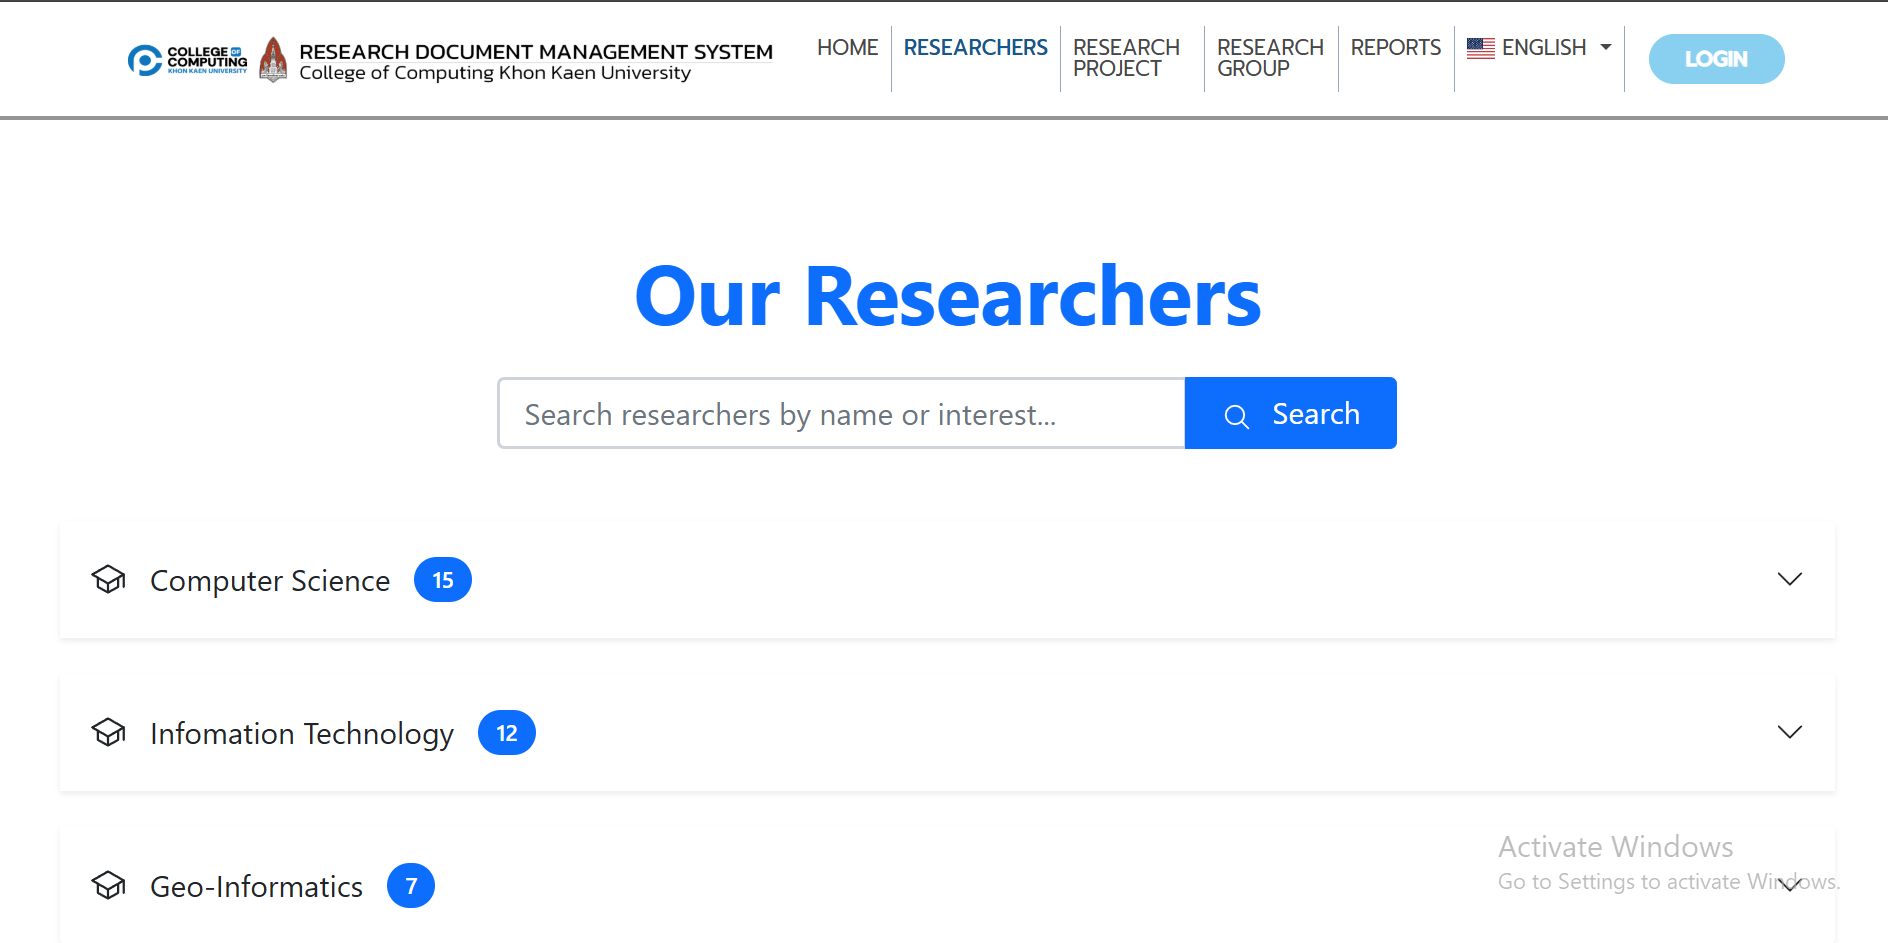 COLLEGE OF
COMPUTING
KHON KAEN UNIVERSITY
RESEARCH DOCUMENT MANAGEMENT SYSTEM
College of Computing Khon Kaen University
HOME
RESEARCHERS
RESEARCH
PROJECT
RESEARCH
GROUP
REPORTS
ENGLISH
LOGIN
Our Researchers
Search researchers by name or interest...
Search
Computer Science 15
Infomation Technology 12
Geo-Informatics 7
Activate Windows
Go to Settings to activate Windows.